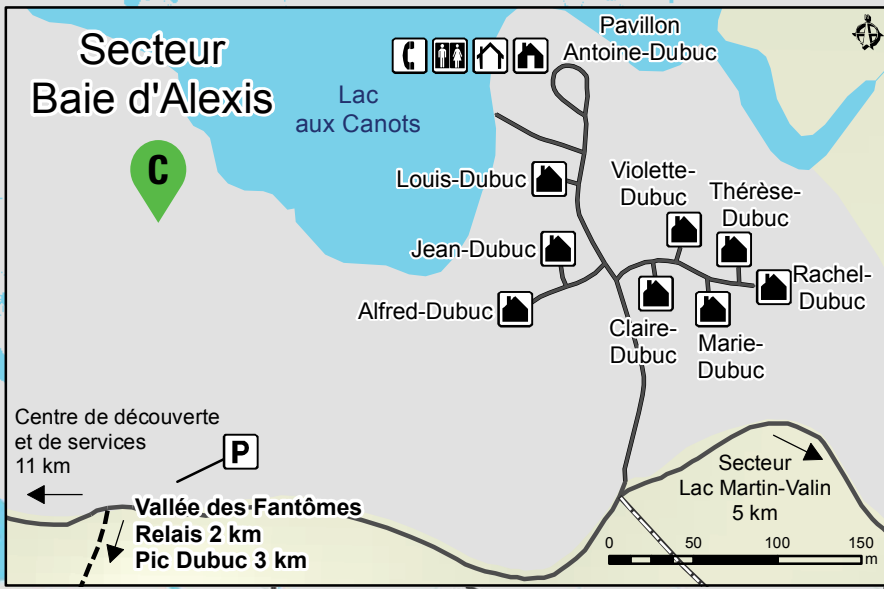 Secteur
Baie d'Alexis
C
Pavillon
Antoine-Dubuc
Lac
aux Canots
Louis-Dubuc
Violette-
Dubuc
Thérèse-
Dubuc
Jean-Dubuc
Rachel-
Dubuc
Alfred-Dubuc
Claire-
Dubuc
Marie-
Dubuc
Centre de découverte
et de services
11 km
P
Vallée des Fantômes
Relais 2 km
Pic Dubuc 3 km
Secteur
Lac Martin-Valin
5 km
0 50 100 150
m